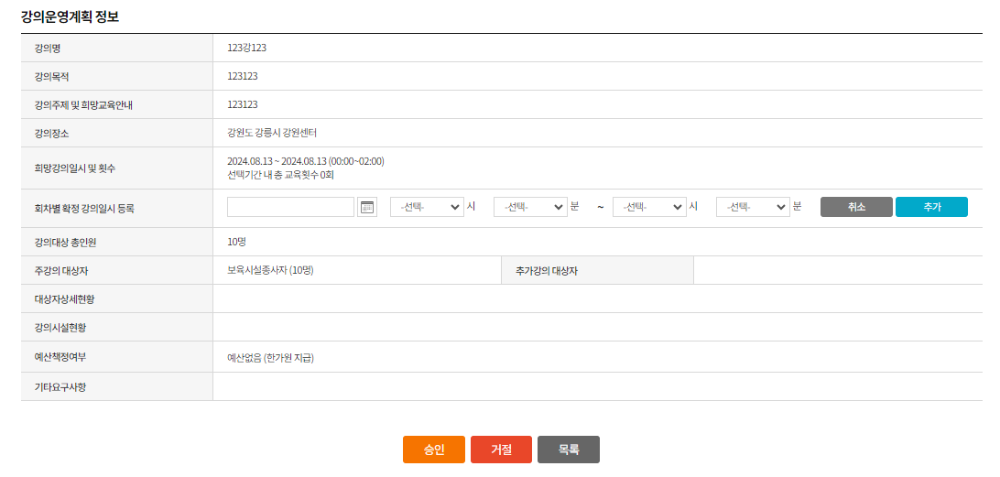 강의운영계획 정보
강의명 123강123
강의목적 123123
강의주제 및 희망교육안내 123123
강의장소 강원도 강릉시 강원센터
희망강의일시 및 횟수 2024.08.13 ~ 2024.08.13 (00:00~02:00)
선택기간 내 총 교육횟수 0회
회차별 확정 강의일시 등록 -선택- 시 -선택- 분 ~ -선택- 시 -선택- 분 취소 추가
강의대상 총인원 10명
주강의 대상자 보육시설종사자 (10명) 추가강의 대상자
대상자상세현황
강의시설현황
예산책정여부 예산없음 (한가원 지급)
기타요구사항
승인 거절 목록